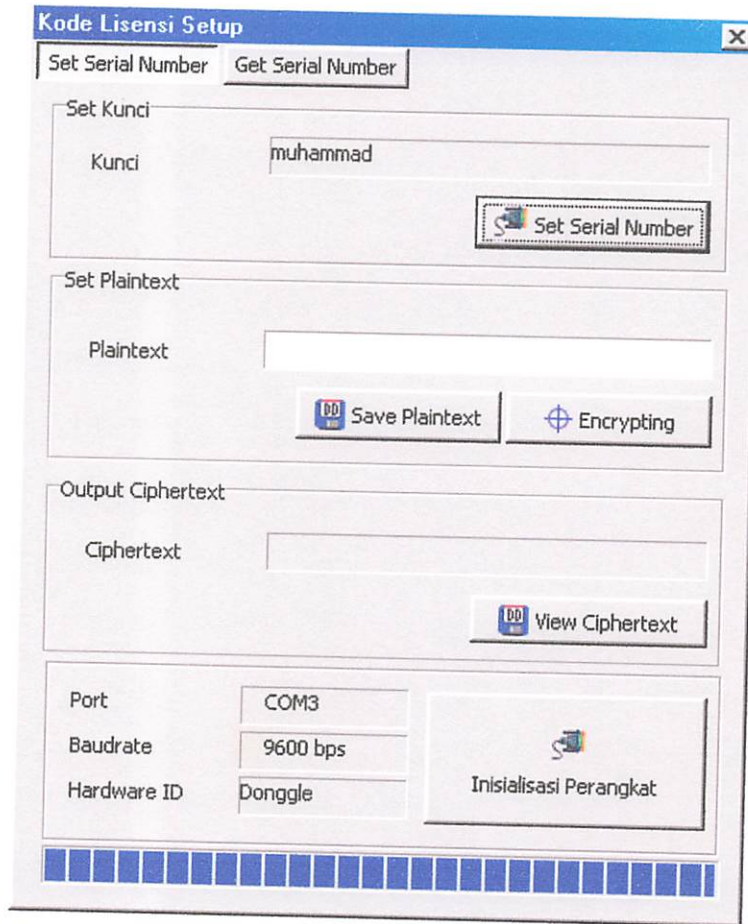 Kode Lisensi Setup
Set Serial Number Get Serial Number
Set Kunci
Kunci muhammad
Set Serial Number
Set Plaintext
Plaintext
Save Plaintext Encrypting
Output Ciphertext
Ciphertext
View Ciphertext
Port COM3
Baudrate 9600 bps
Hardware ID Donggle
Inisialisasi Perangkat